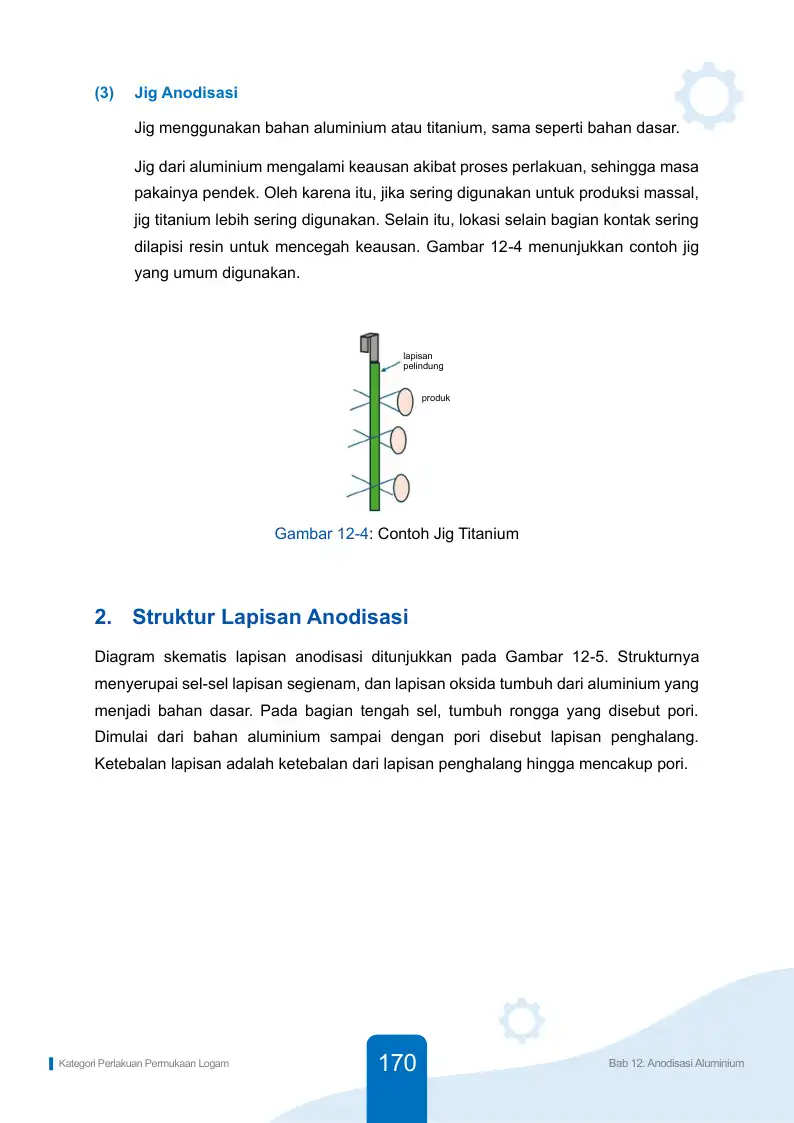 (3) Jig Anodisasi
Jig menggunakan bahan aluminium atau titanium, sama seperti bahan dasar.
Jig dari aluminium mengalami keausan akibat proses perlakuan, sehingga masa
pakainya pendek. Oleh karena itu, jika sering digunakan untuk produksi massal,
jig titanium lebih sering digunakan. Selain itu, lokasi selain bagian kontak sering
dilapisi resin untuk mencegah keausan. Gambar 12-4 menunjukkan contoh jig
yang umum digunakan.
lapisan
pelindung
produk
Gambar 12-4: Contoh Jig Titanium
2. Struktur Lapisan Anodisasi
Diagram skematis lapisan anodisasi ditunjukkan pada Gambar 12-5. Strukturnya
menyerupai sel-sel lapisan segienam, dan lapisan oksida tumbuh dari aluminium yang
menjadi bahan dasar. Pada bagian tengah sel, tumbuh rongga yang disebut pori.
Dimulai dari bahan aluminium sampai dengan pori disebut lapisan penghalang.
Ketebalan lapisan adalah ketebalan dari lapisan penghalang hingga mencakup pori.
Kategori Perlakuan Permukaan Logam
170
Bab 12: Anodisasi Aluminium